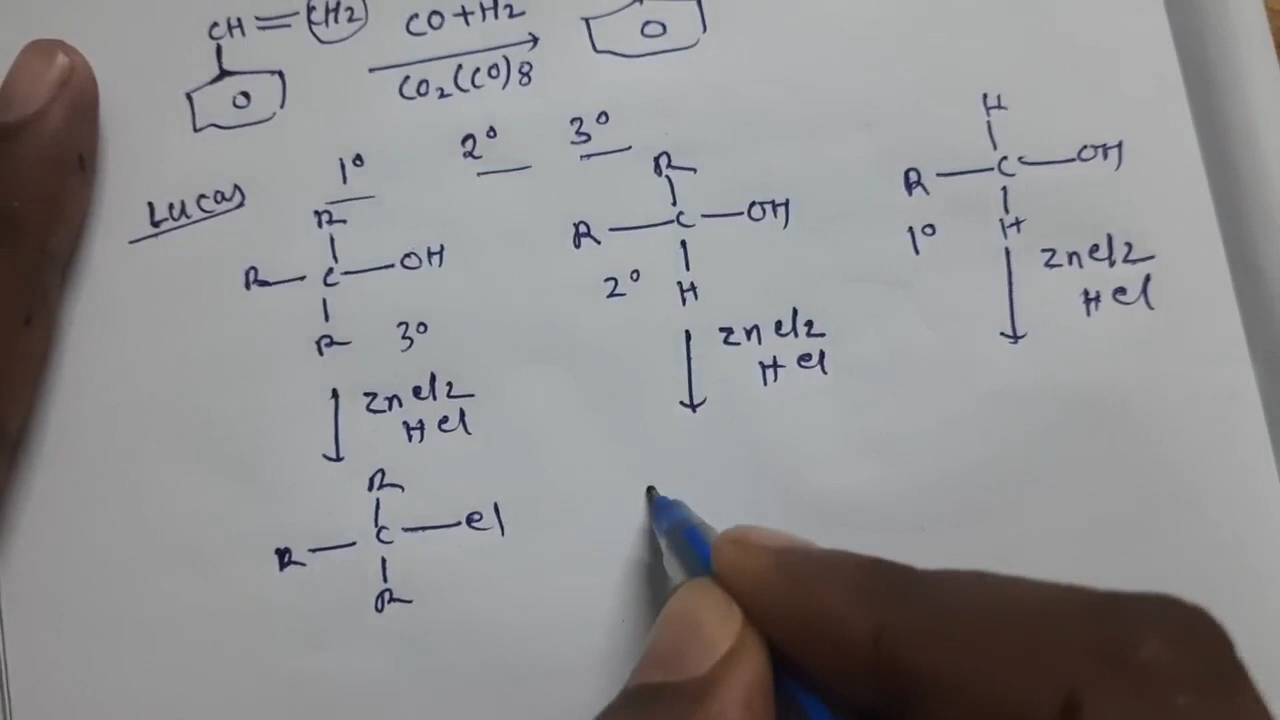 CH=CH2 CO+H2
Co2(CO)8
O O
Lucas 1° 2° 3°
R
R—C—OH
R 3°
ZnCl2
HCl
R
R—C—Cl
R
R
R—C—OH
2° H
ZnCl2
HCl
H
R—C—OH
1° H
ZnCl2
HCl